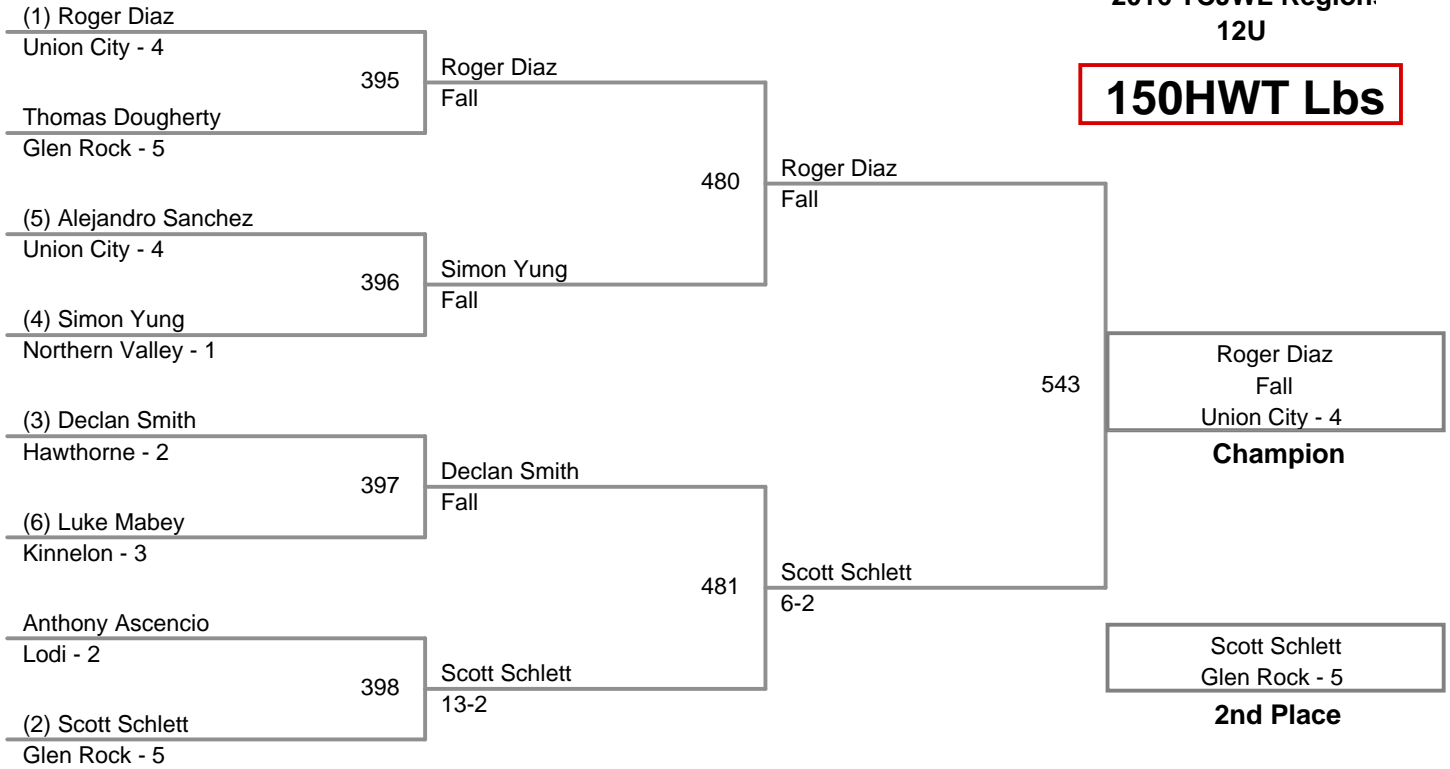 (1) Roger Diaz
Union City - 4
395
Thomas Dougherty
Glen Rock - 5
(5) Alejandro Sanchez
Union City - 4
396
(4) Simon Yung
Northern Valley - 1
(3) Declan Smith
Hawthorne - 2
397
(6) Luke Mabey
Kinnelon - 3
Anthony Ascencio
Lodi - 2
398
(2) Scott Schlett
Glen Rock - 5
Roger Diaz
Fall
480
Simon Yung
Fall
Declan Smith
Fall
481
Scott Schlett
13-2
Roger Diaz
Fall
543
Scott Schlett
6-2
12U
150HWT Lbs
Roger Diaz
Fall
Union City - 4
Champion
Scott Schlett
Glen Rock - 5
2nd Place